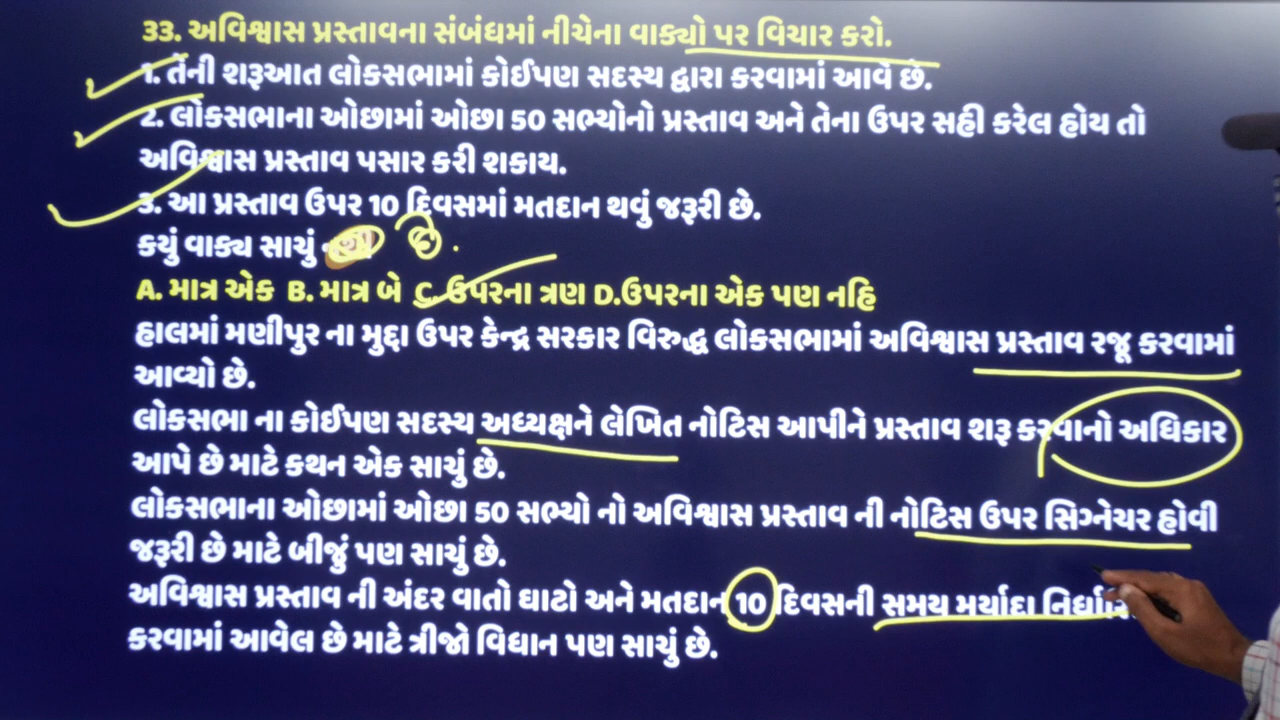 33. અવિશ્વાસ પ્રસ્તાવના સંબંધમાં નીચેના વાક્યો પર વિચાર કરો.
1. તેની શરૂઆત લોકસભામાં કોઈપણ સદસ્ય દ્વારા કરવામાં આવે છે.
2. લોકસભાના ઓછામાં ઓછા 50 સભ્યોનો પ્રસ્તાવ અને તેના ઉપર સહી કરેલ હોય તો
અવિશ્વાસ પ્રસ્તાવ પસાર કરી શકાય.
3. આ પ્રસ્તાવ ઉપર 10 દિવસમાં મતદાન થવું જરૂરી છે.
કયું વાક્ય સાચું
A. માત્ર એક B. માત્ર બે C. ઉપરના ત્રણ D.ઉપરના એક પણ નહિ
હાલમાં મણીપુર ના મુદ્દા ઉપર કેન્દ્ર સરકાર વિરુદ્ધ લોકસભામાં અવિશ્વાસ પ્રસ્તાવ રજૂ કરવામાં
આવ્યો છે.
લોકસભા ના કોઈપણ સદસ્ય અધ્યક્ષને લેખિત નોટિસ આપીને પ્રસ્તાવ શરૂ કરવાનો અધિકાર
આપે છે માટે કથન એક સાચું છે.
લોકસભાના ઓછામાં ઓછા 50 સભ્યો નો અવિશ્વાસ પ્રસ્તાવ ની નોટિસ ઉપર સિગ્નેચર હોવી
જરૂરી છે માટે બીજું પણ સાચું છે.
અવિશ્વાસ પ્રસ્તાવ ની અંદર વાતો ઘાટો અને મતદાન 10 દિવસની સમય મર્યાદા
કરવામાં આવેલ છે માટે ત્રીજો વિધાન પણ સાચું છે.